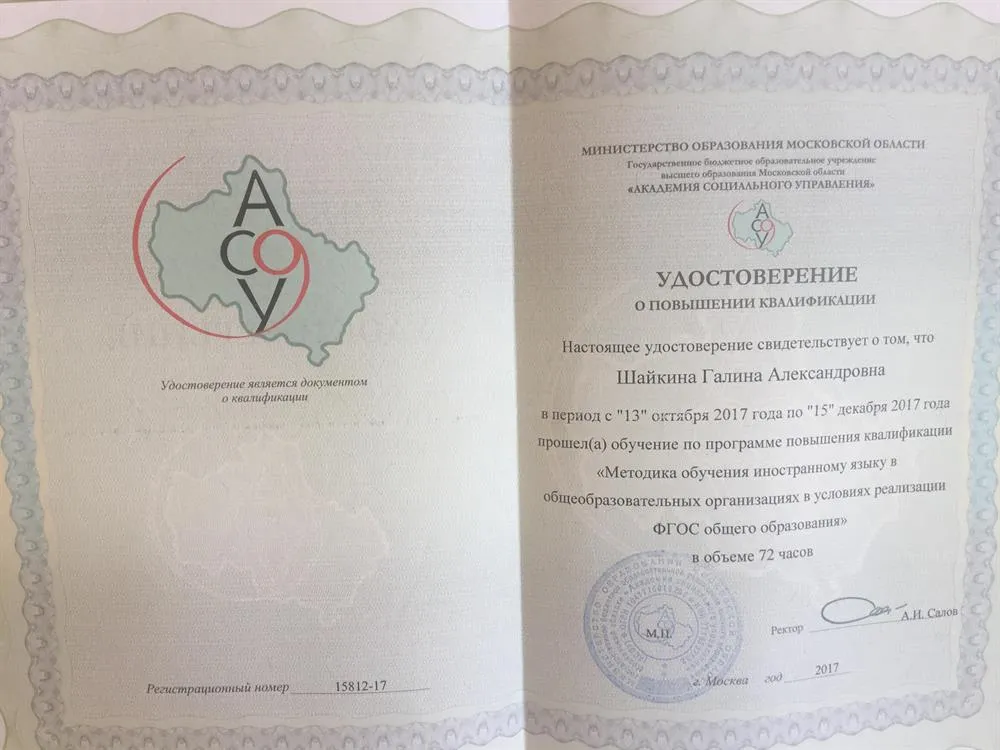 АСОУ
Удостоверение является документом
о квалификации
Регистрационный номер 15812-17
МИНИСТЕРСТВО ОБРАЗОВАНИЯ МОСКОВСКОЙ ОБЛАСТИ
Государственное бюджетное образовательное учреждение
высшего образования Московской области
«АКАДЕМИЯ СОЦИАЛЬНОГО УПРАВЛЕНИЯ»
АСОУ
УДОСТОВЕРЕНИЕ
О ПОВЫШЕНИИ КВАЛИФИКАЦИИ
Настоящее удостоверение свидетельствует о том, что
Шайкина Галина Александровна
в период с "13" октября 2017 года по "15" декабря 2017 года
прошел(а) обучение по программе повышения квалификации
«Методика обучения иностранному языку в
общеобразовательных организациях в условиях реализации
ФГОС общего образования»
в объеме 72 часов
М.П.
Ректор А.И. Салов
г. Москва год 2017